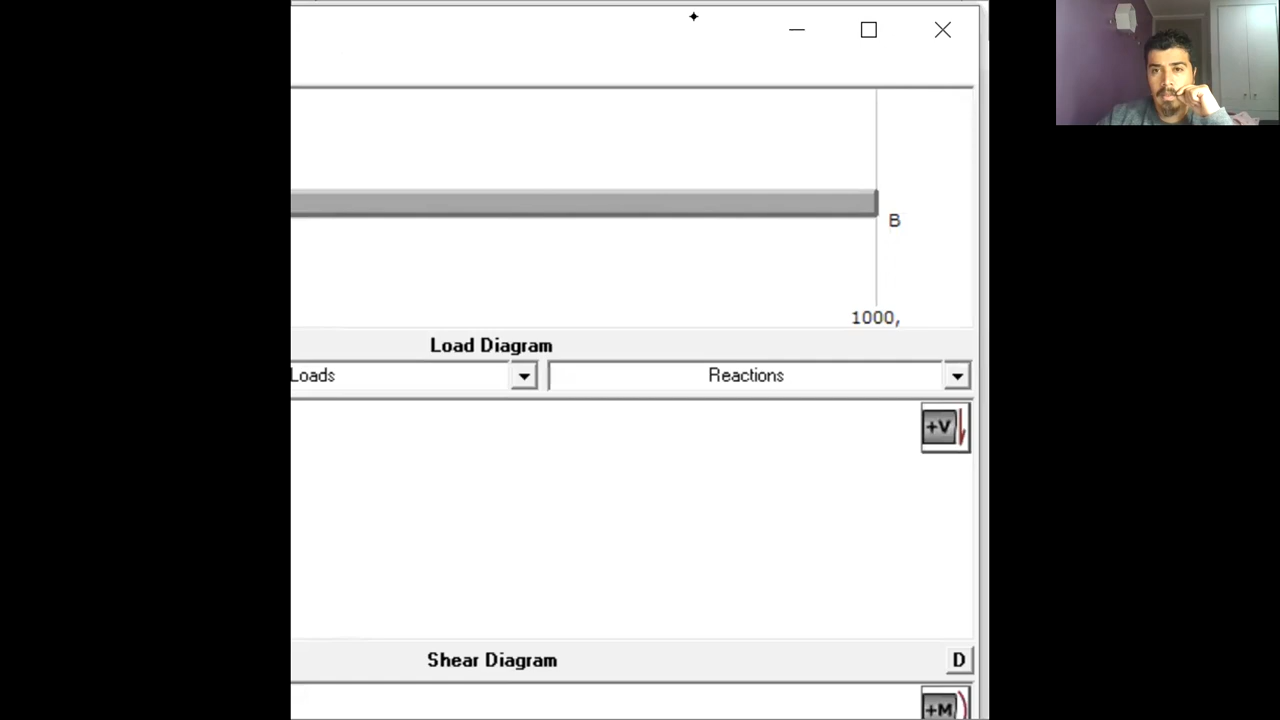 B
1000,
Load Diagram
Loads Reactions
+V
Shear Diagram D
+M